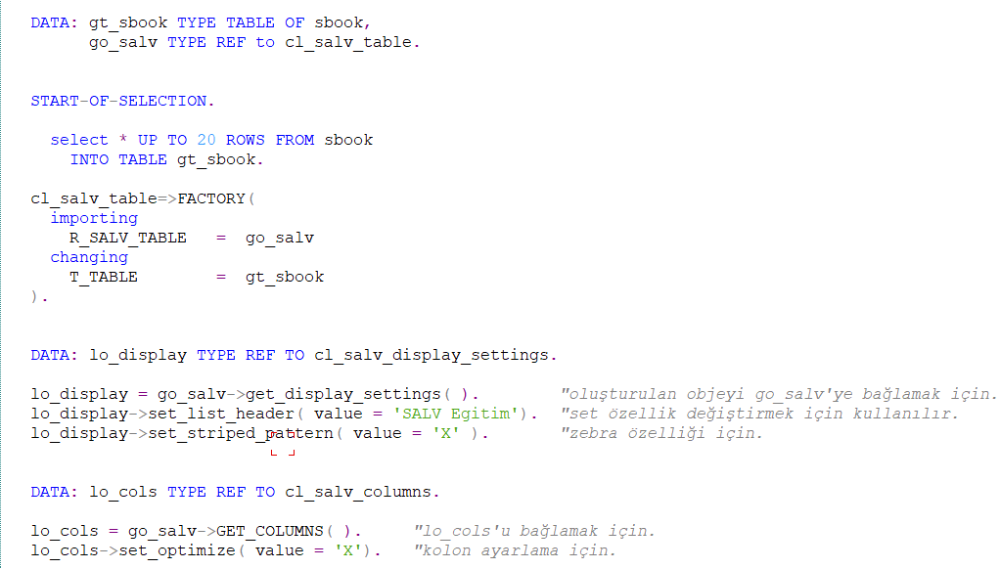 DATA: gt_sbook TYPE TABLE OF sbook,
go_salv TYPE REF to cl_salv_table.
START-OF-SELECTION.
select * UP TO 20 ROWS FROM sbook
INTO TABLE gt_sbook.
cl_salv_table=>FACTORY(
importing
R_SALV_TABLE = go_salv
changing
T_TABLE = gt_sbook
).
DATA: lo_display TYPE REF TO cl_salv_display_settings.
lo_display = go_salv->get_display_settings( ). "oluşturulan objeyi go_salv'ye bağlamak için.
lo_display->set_list_header( value = 'SALV Egitim'). "set özellik değiştirmek için kullanılır.
lo_display->set_striped_pattern( value = 'X' ). "zebra özelliği için.
DATA: lo_cols TYPE REF TO cl_salv_columns.
lo_cols = go_salv->GET_COLUMNS( ). "lo_cols'u bağlamak için.
lo_cols->set_optimize( value = 'X'). "kolon ayarlama için.